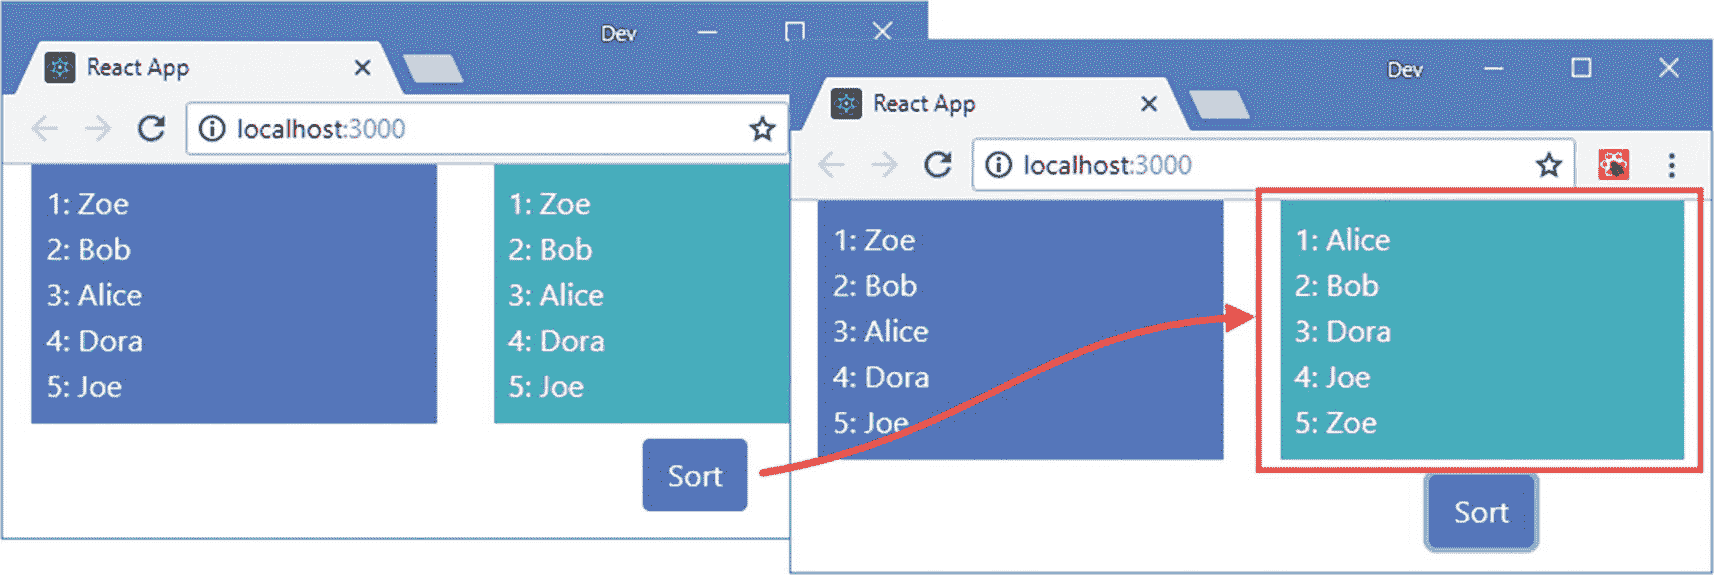 Dev
React App
localhost:3000
1: Zoe
2: Bob
3: Alice
4: Dora
5: Joe
1: Zoe
2: Bob
3: Alice
4: Dora
5: Joe
Sort
Dev
React App
localhost:3000
1: Zoe
2: Bob
3: Alice
4: Dora
5: Joe
1: Alice
2: Bob
3: Dora
4: Joe
5: Zoe
Sort